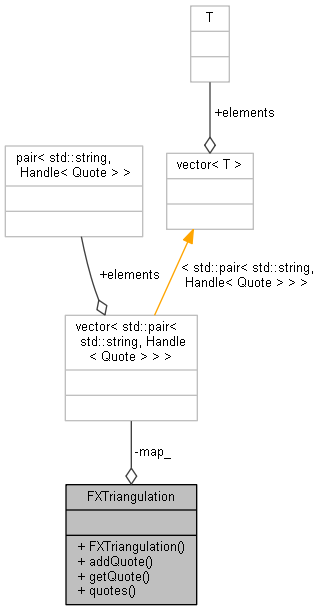 T
+elements
pair< std::string,
Handle< Quote > >
vector< T >
+elements
< std::pair< std::string,
Handle< Quote > > >
vector< std::pair<
std::string, Handle
< Quote > > >
-map_
FXTriangulation
+ FXTriangulation()
+ addQuote()
+ getQuote()
+ quotes()